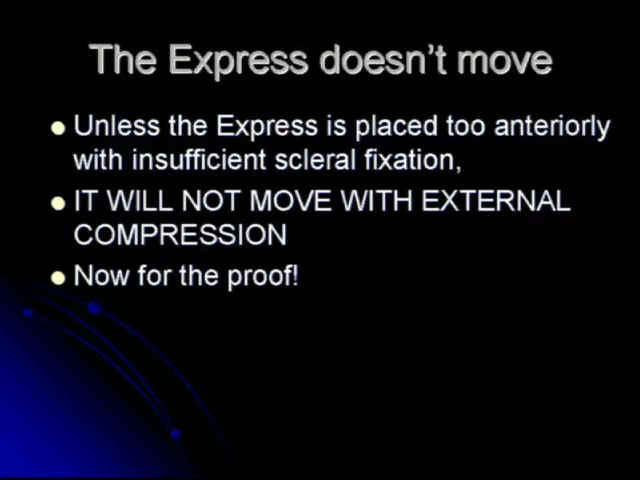 The Express doesn't move
Unless the Express is placed too anteriorly
with insufficient scleral fixation,
IT WILL NOT MOVE WITH EXTERNAL
COMPRESSION
Now for the proof!